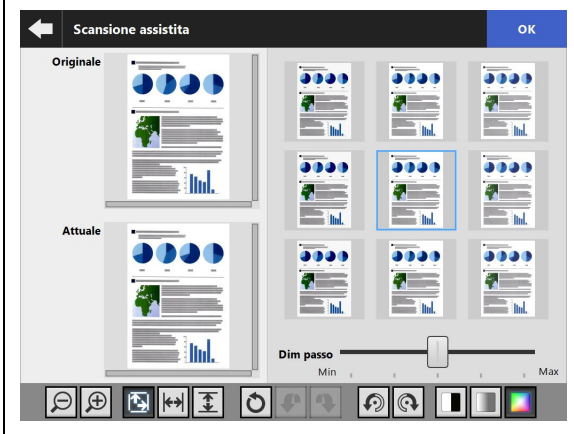 Scansione assistita
OK
Originale
Attuale
Dim passo
Min
Max